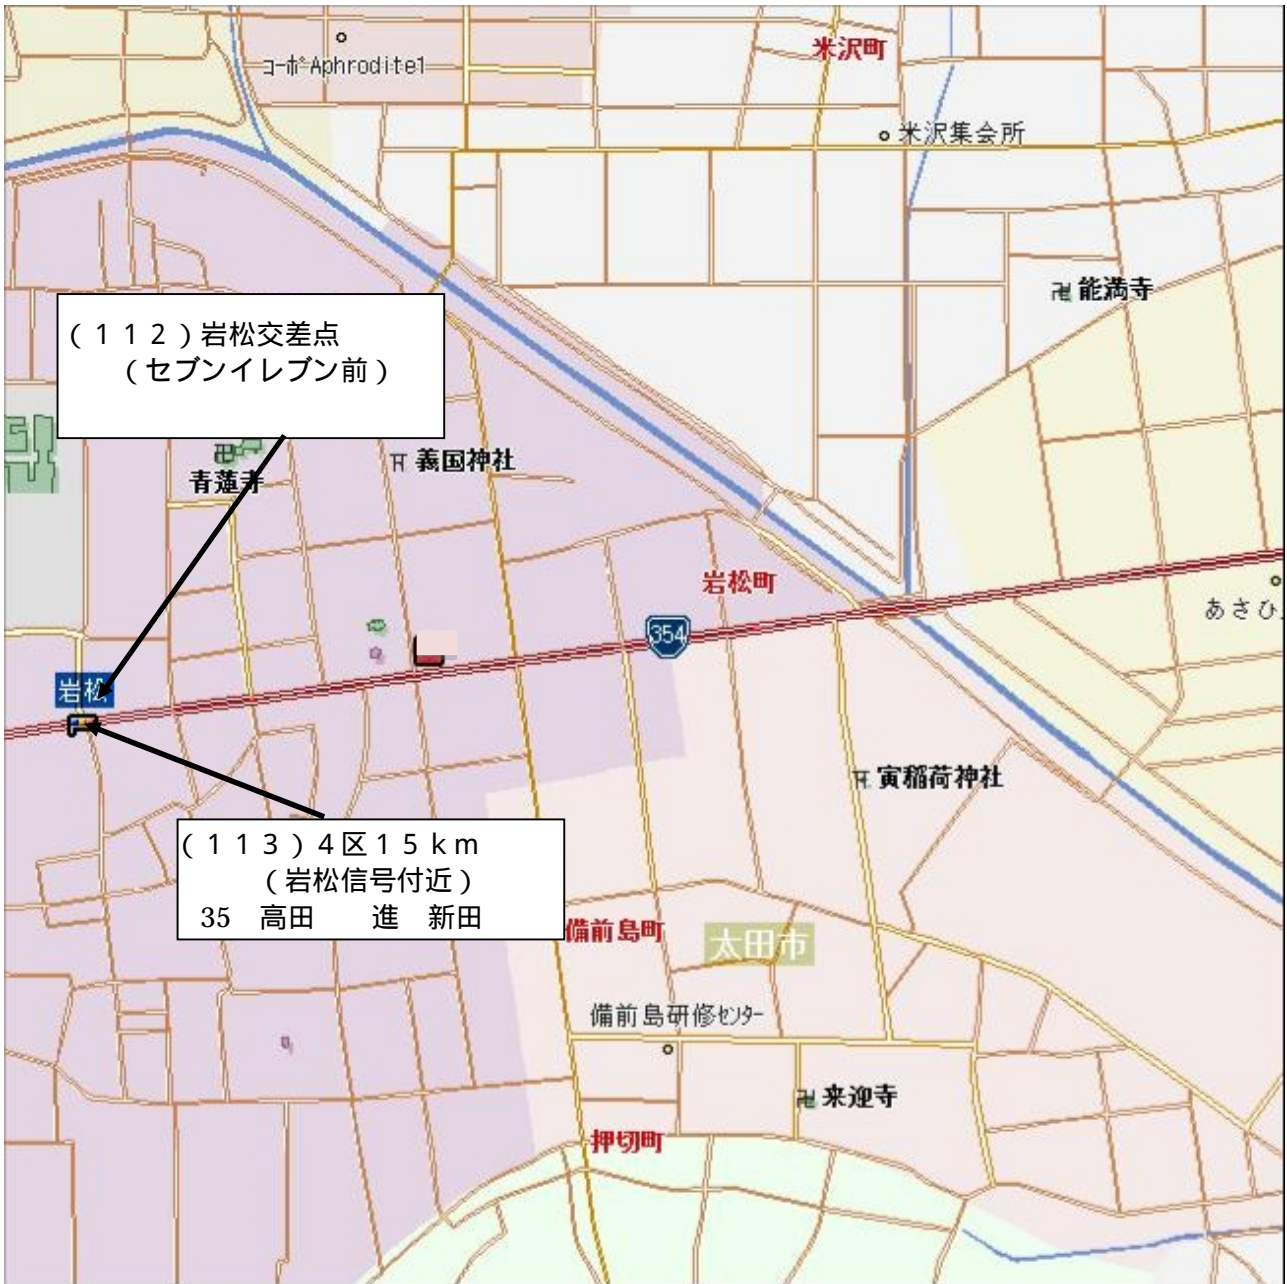 米沢町
コーポAphrodite1
米沢集会所
能満寺
(112)岩松交差点
(セブンイレブン前)
青蓮寺
義国神社
岩松町
354
岩松
寅稲荷神社
(113)4区15km
(岩松信号付近)
35 高田 進 新田
備前島町
太田市
備前島研修センター
来迎寺
押切町